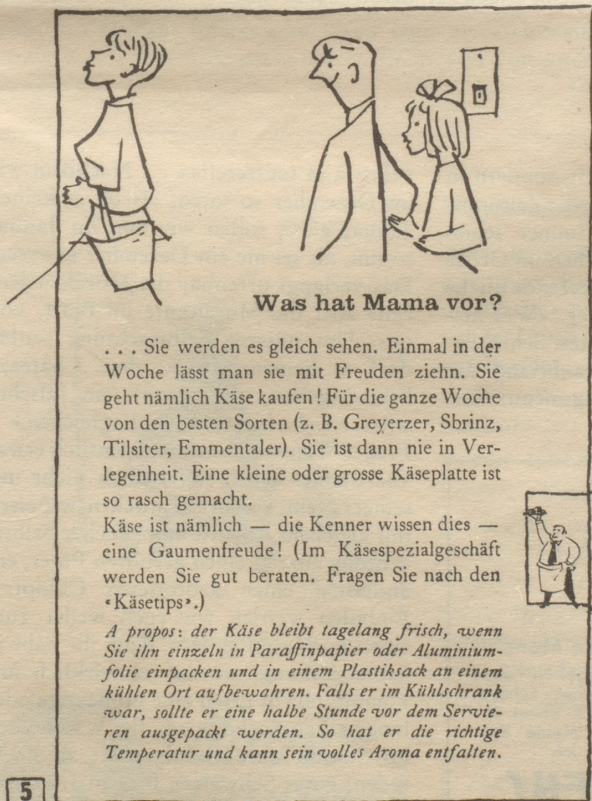 Was hat Mama vor?
. . . Sie werden es gleich sehen. Einmal in der
Woche lässt man sie mit Freuden ziehn. Sie
geht nämlich Käse kaufen! Für die ganze Woche
von den besten Sorten (z. B. Greyerzer, Sbrinz,
Tilsiter, Emmentaler). Sie ist dann nie in Ver-
legenheit. Eine kleine oder grosse Käseplatte ist
so rasch gemacht.
Käse ist nämlich — die Kenner wissen dies —
eine Gaumenfreude! (Im Käsespezialgeschäft
werden Sie gut beraten. Fragen Sie nach den
«Käsetips».)
A propos: der Käse bleibt tagelang frisch, wenn
Sie ihn einzeln in Paraffinpapier oder Aluminium-
folie einpacken und in einem Plastiksack an einem
kühlen Ort aufbewahren. Falls er im Kühlschrank
war, sollte er eine halbe Stunde vor dem Servie-
ren ausgepackt werden. So hat er die richtige
Temperatur und kann sein volles Aroma entfalten.
5